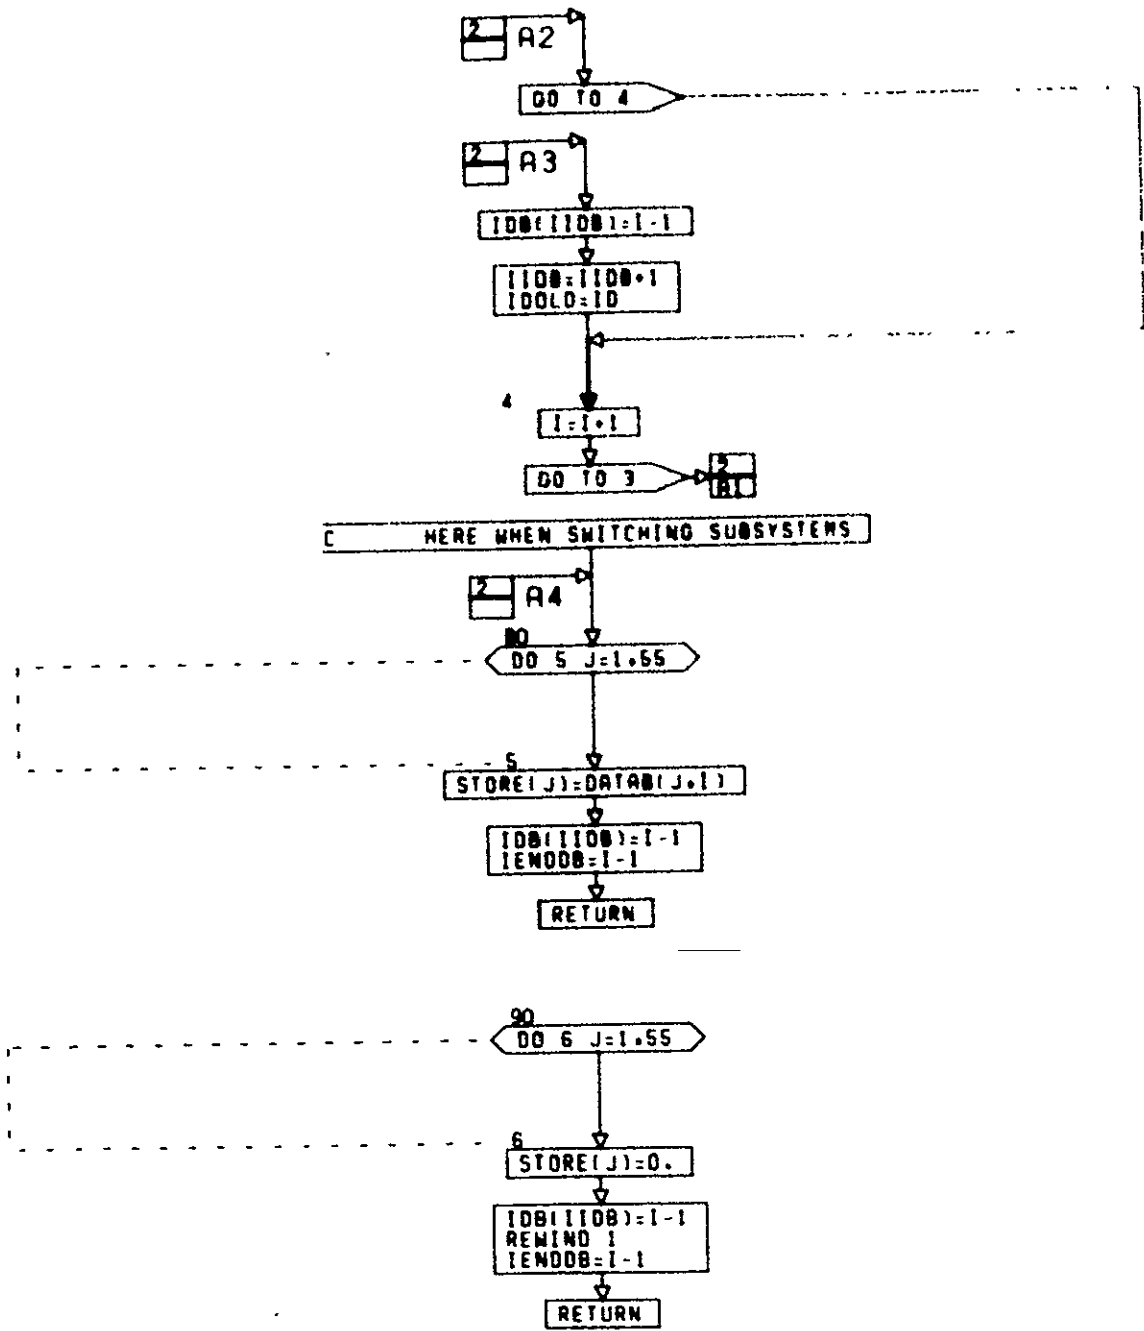 2
A2
GO TO 4
2
A3
IDB(IIDB)=I-1
IIDB=IIDB+1
IDOLD=ID
4
I=I+1
GO TO 3
2
A1
C HERE WHEN SWITCHING SUBSYSTEMS
2
A4
80
DO 5 J=1,55
5
STORE(J)=DATAB(J,I)
IDB(IIDB)=I-1
IENDDB=I-1
RETURN
90
DO 6 J=1,55
6
STORE(J)=0.
IDB(IIDB)=I-1
REWIND 1
IENDDB=I-1
RETURN